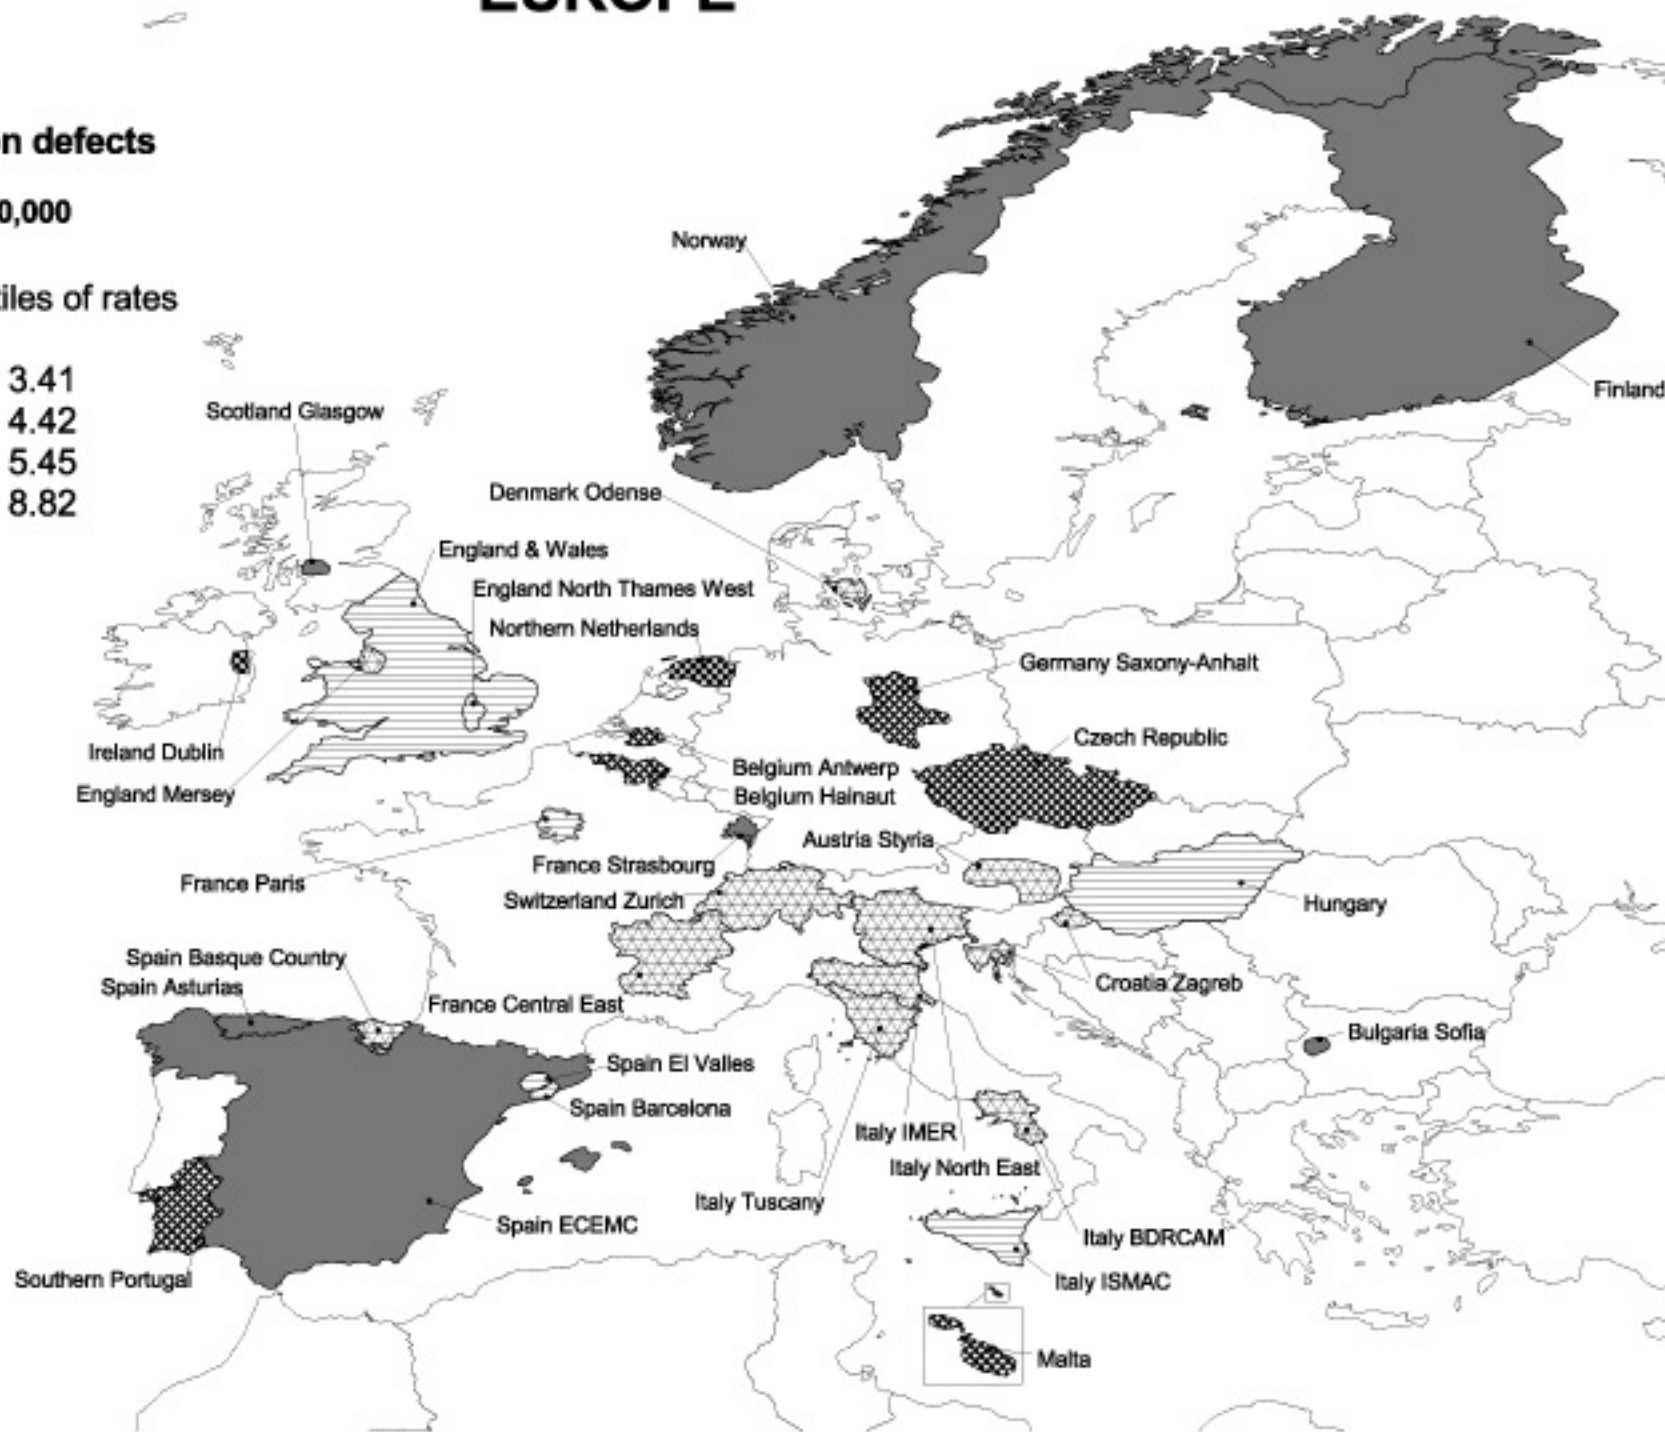 EUROPE
n defects
0,000
tiles of rates
3.41
4.42
5.45
8.82
Norway
Finland
Scotland Glasgow
Denmark Odense
England & Wales
England North Thames West
Northern Netherlands
Germany Saxony-Anhalt
Czech Republic
Ireland Dublin
Belgium Antwerp
England Mersey
Belgium Hainaut
Austria Styria
France Strasbourg
France Paris
Switzerland Zurich
Hungary
Spain Basque Country
Spain Asturias
Croatia Zagreb
France Central East
Bulgaria Sofia
Spain El Valles
Spain Barcelona
Italy IMER
Italy North East
Italy Tuscany
Spain ECEMC
Italy BDRCAM
Southern Portugal
Italy ISMAC
Malta